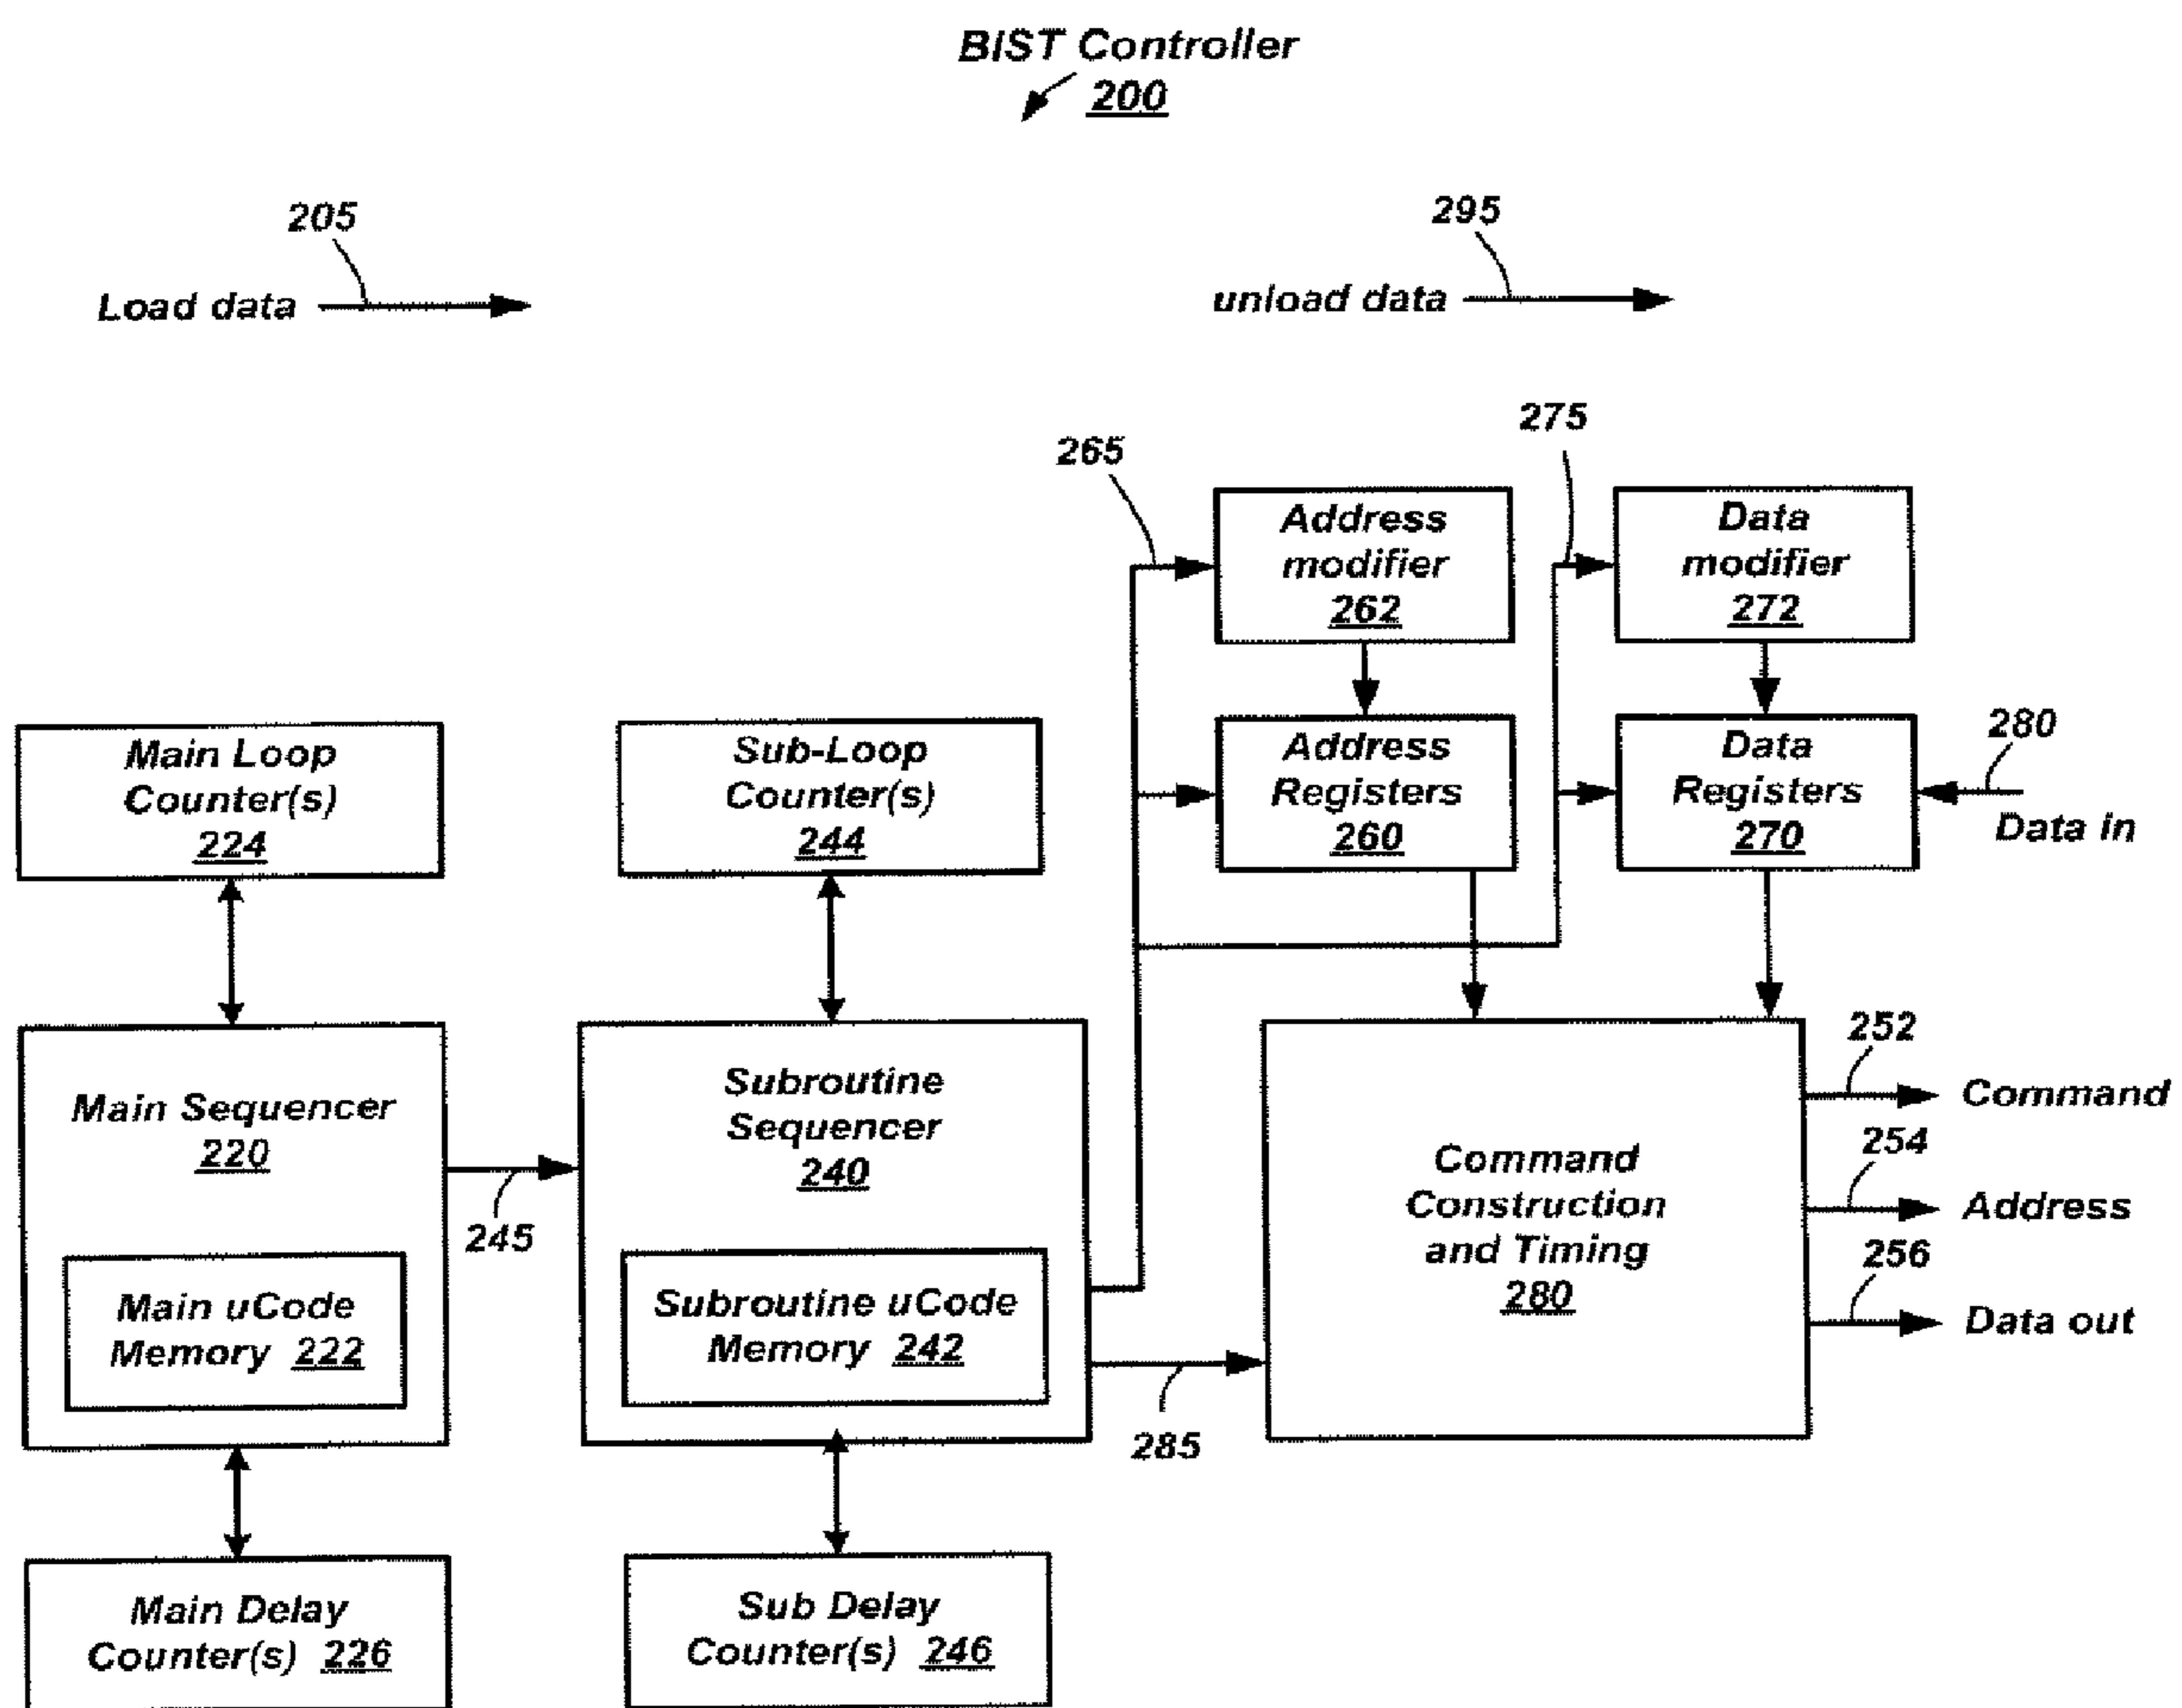 BIST Controller
200
205
Load data
295
unload data
265
275
Address
modifier
262
Data
modifier
272
Main Loop
Counter(s)
224
Sub-Loop
Counter(s)
244
Address
Registers
260
Data
Registers
270
280
Data in
Main Sequencer
220
Main uCode
Memory 222
245
Subroutine
Sequencer
240
Subroutine uCode
Memory 242
285
Command
Construction
and Timing
280
252
Command
254
Address
256
Data out
Main Delay
Counter(s) 226
Sub Delay
Counter(s) 246